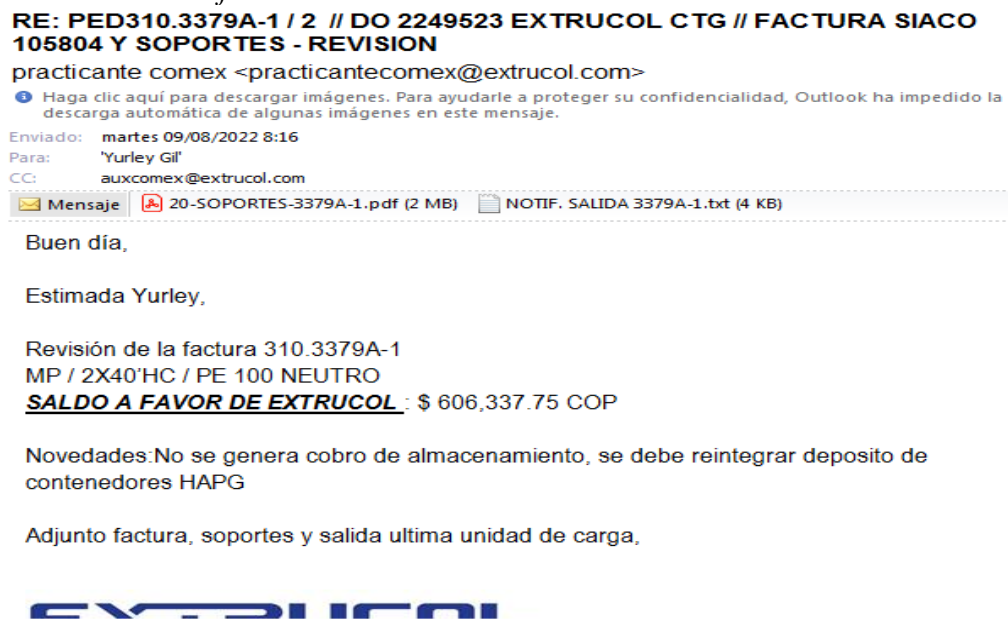 RE: PED310.3379A-1 / 2 // DO 2249523 EXTRUCOL CTG // FACTURA SIACO
105804 Y SOPORTES - REVISION
practicante comex <practicantecomex@extrucol.com>
Haga clic aquí para descargar imágenes. Para ayudarle a proteger su confidencialidad, Outlook ha impedido la
descarga automática de algunas imágenes en este mensaje.
Enviado: martes 09/08/2022 8:16
Para: 'Yurley Gil'
CC: auxcomex@extrucol.com
Mensaje 20-SOPORTES-3379A-1.pdf (2 MB) NOTIF. SALIDA 3379A-1.txt (4 KB)
Buen día,
Estimada Yurley,
Revisión de la factura 310.3379A-1
MP / 2X40'HC / PE 100 NEUTRO
SALDO A FAVOR DE EXTRUCOL : $ 606,337.75 COP
Novedades:No se genera cobro de almacenamiento, se debe reintegrar deposito de
contenedores HAPG
Adjunto factura, soportes y salida ultima unidad de carga,
EXTRUCOL